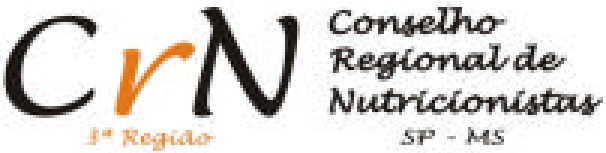 CrN
3ª Região
Conselho
Regional de
Nutricionistas
SP - MS